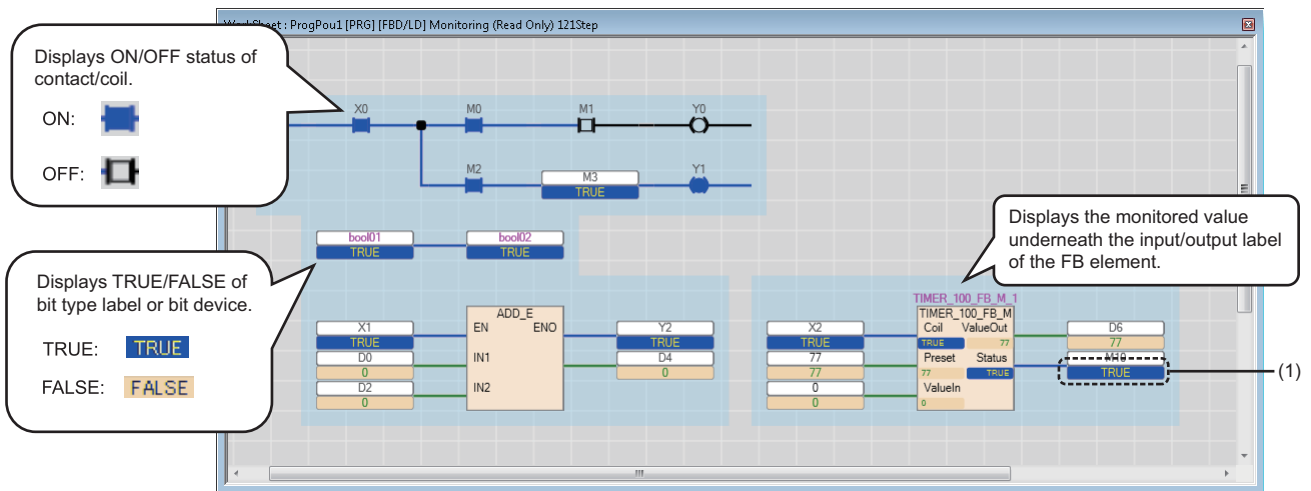 WorkSheet : ProgPou1 [PRG] [FBD/LD] Monitoring (Read Only) 121Step
Displays ON/OFF status of
contact/coil.
ON:
OFF:
X0
M0
M1
Y0
M2
M3
TRUE
Y1
Displays the monitored value
underneath the input/output label
of the FB element.
bool01
TRUE
bool02
TRUE
Displays TRUE/FALSE of
bit type label or bit device.
TRUE: TRUE
FALSE: FALSE
X1
TRUE
D0
0
D2
0
ADD_E
EN ENO
IN1
IN2
Y2
TRUE
D4
0
X2
TRUE
77
77
0
0
TIMER_100_FB_M_1
TIMER_100_FB_M
Coil ValueOut
TRUE 77
Preset Status
77 TRUE
ValueIn
0
D6
77
M10
TRUE
(1)